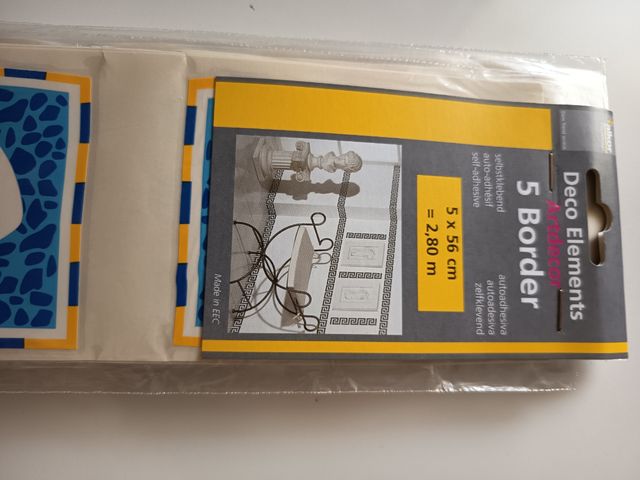 alkor
Deco Elements
Artdecor
5 Border
selbstklebend
auto-adhésif
self-adhesive
autoadhesiva
autoadesiva
zelfklevend
5 x 56 cm
= 2,80 m
Made in EEC